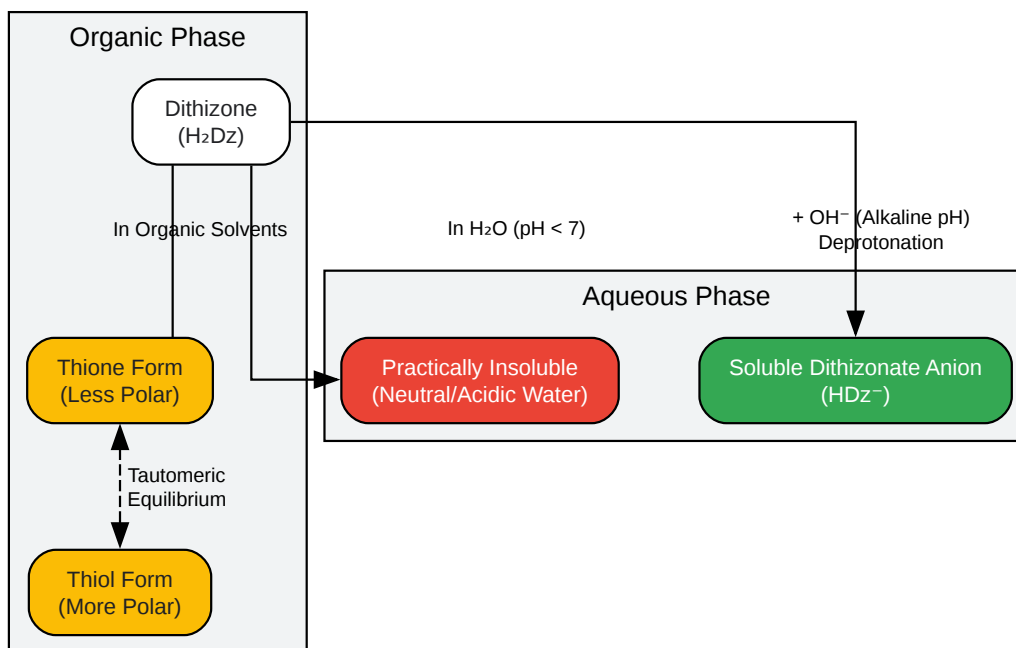 Organic Phase
Dithizone
(H₂Dz)
In Organic Solvents
In H₂O (pH < 7)
+ OH⁻ (Alkaline pH)
Deprotonation
Aqueous Phase
Thione Form
(Less Polar)
Practically Insoluble
(Neutral/Acidic Water)
Soluble Dithizonate Anion
(HDz⁻)
Tautomeric
Equilibrium
Thiol Form
(More Polar)